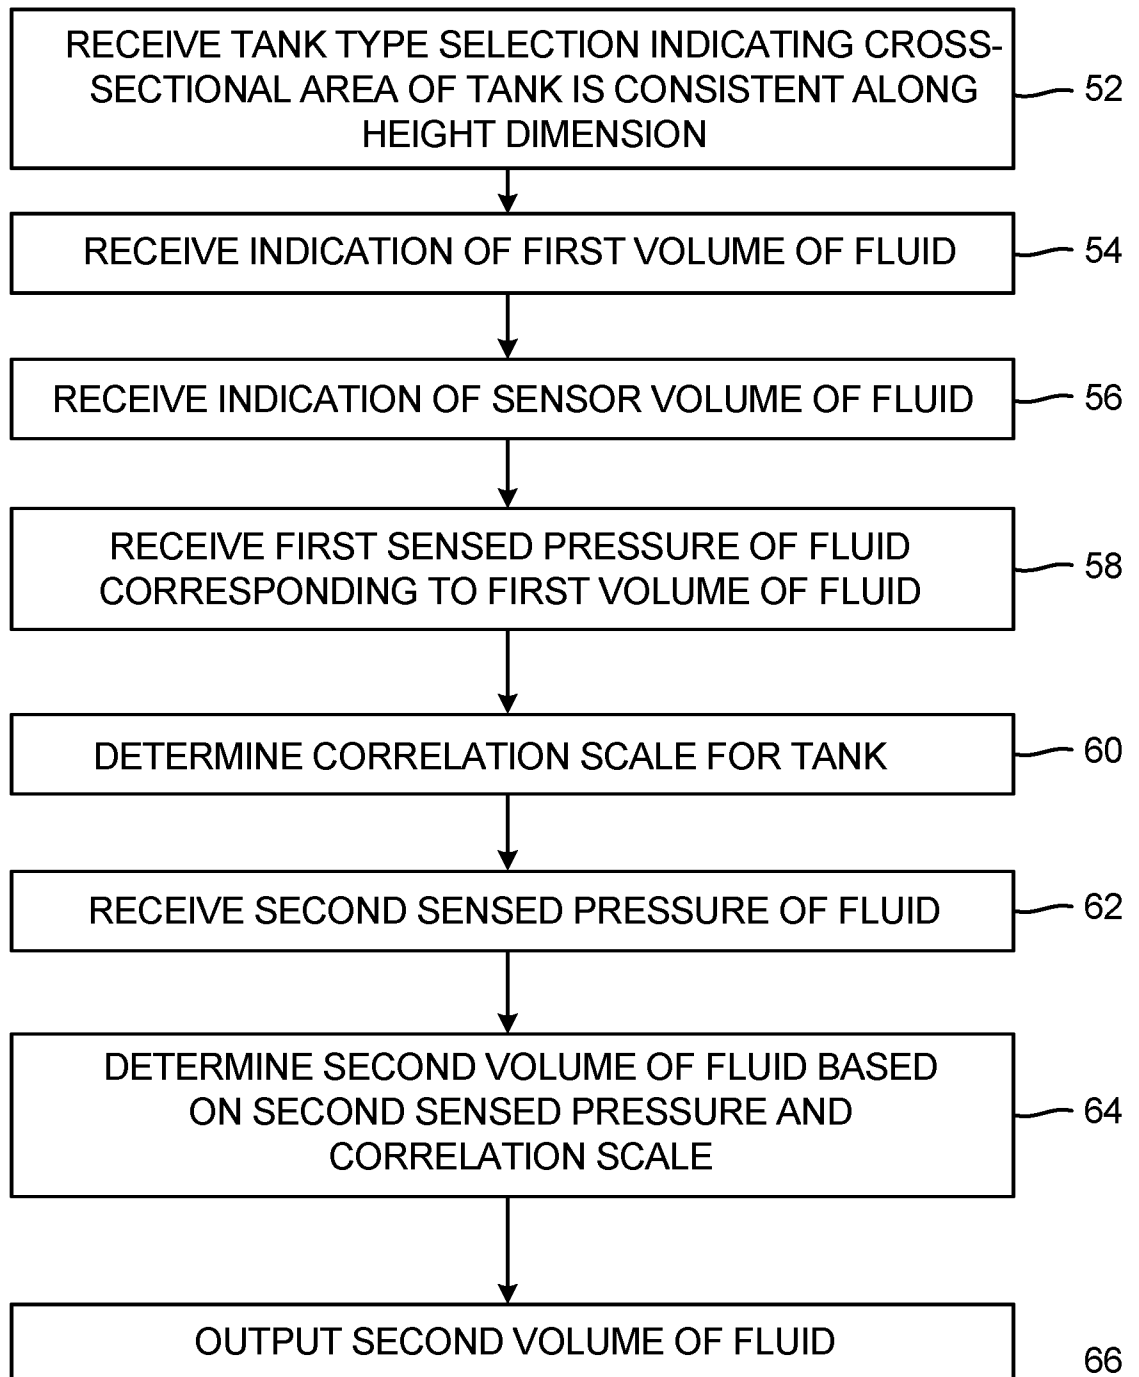 RECEIVE TANK TYPE SELECTION INDICATING CROSS-
SECTIONAL AREA OF TANK IS CONSISTENT ALONG
HEIGHT DIMENSION
52
RECEIVE INDICATION OF FIRST VOLUME OF FLUID
54
RECEIVE INDICATION OF SENSOR VOLUME OF FLUID
56
RECEIVE FIRST SENSED PRESSURE OF FLUID
CORRESPONDING TO FIRST VOLUME OF FLUID
58
DETERMINE CORRELATION SCALE FOR TANK
60
RECEIVE SECOND SENSED PRESSURE OF FLUID
62
DETERMINE SECOND VOLUME OF FLUID BASED
ON SECOND SENSED PRESSURE AND
CORRELATION SCALE
64
OUTPUT SECOND VOLUME OF FLUID
66